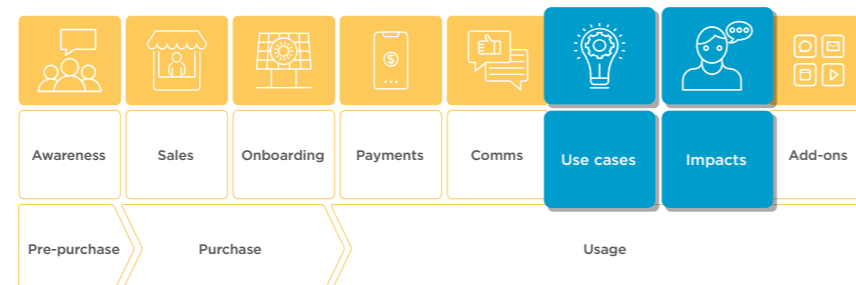 $
Awareness
Sales
Onboarding
Payments
Comms
Use cases
Impacts
Add-ons
Pre-purchase
Purchase
Usage